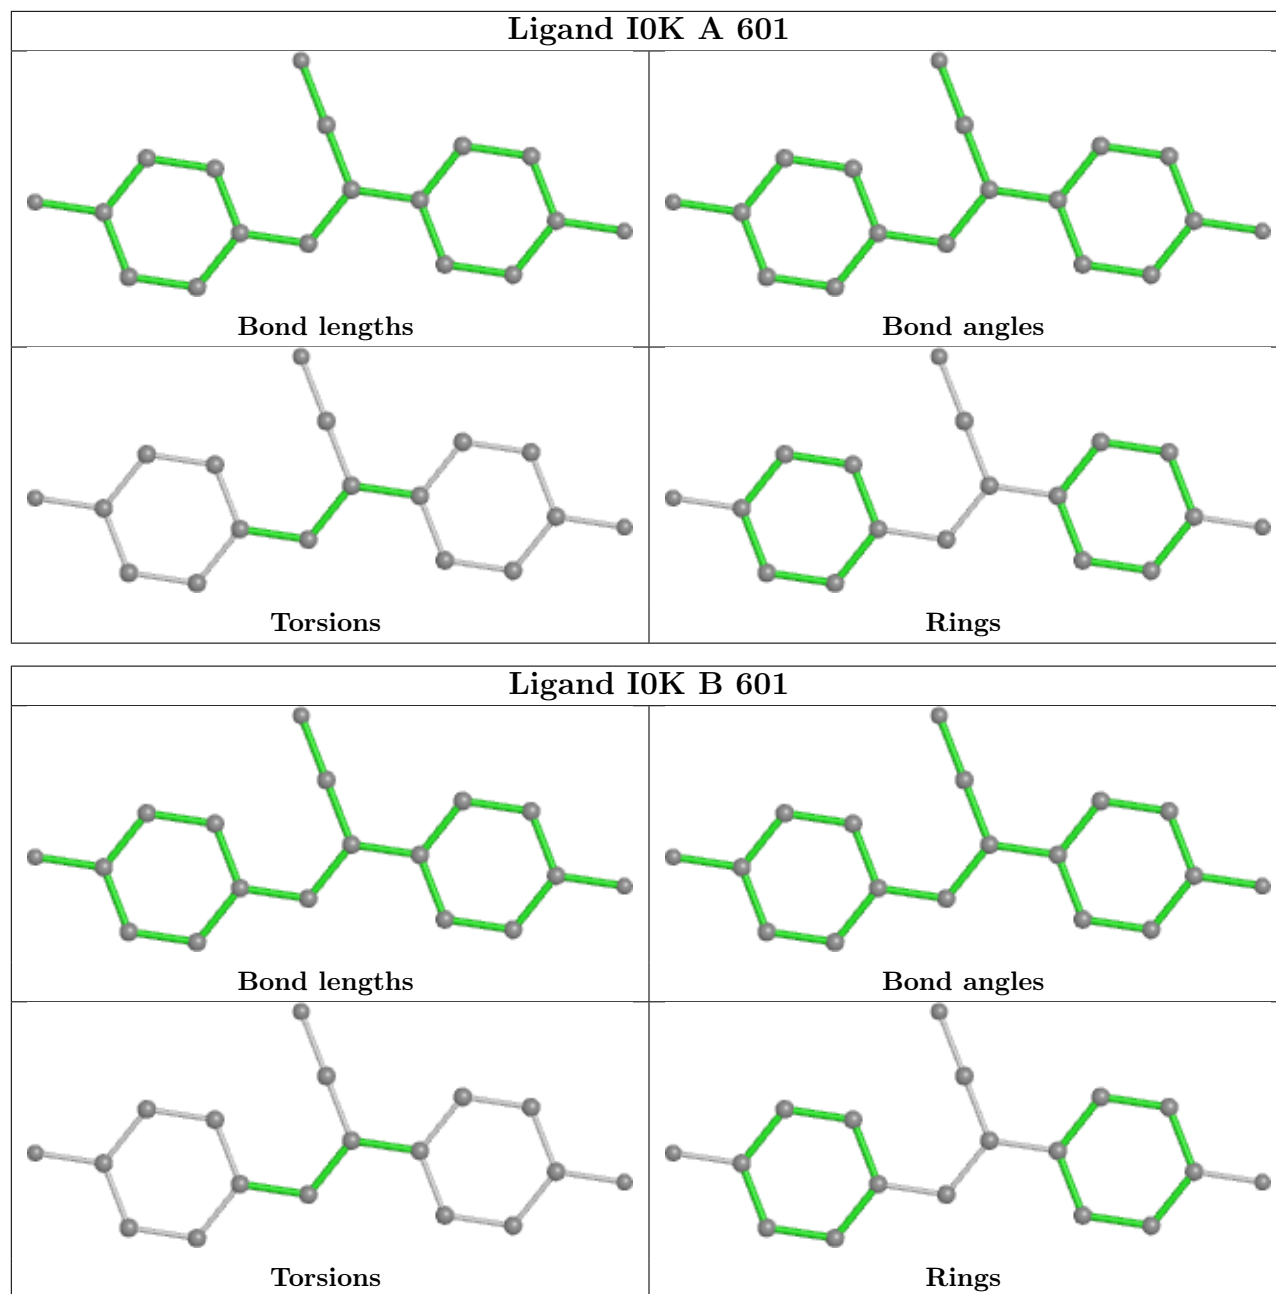 Ligand I0K A 601
Bond lengths
Bond angles
Torsions
Rings
Ligand I0K B 601
Bond lengths
Bond angles
Torsions
Rings